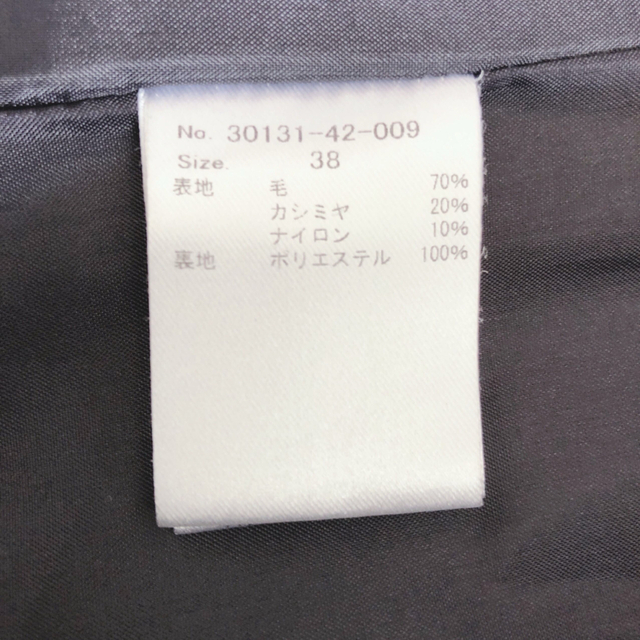 No. 30131-42-009
Size. 38
表地 毛 70%
カシミヤ 20%
ナイロン 10%
裏地 ポリエステル 100%